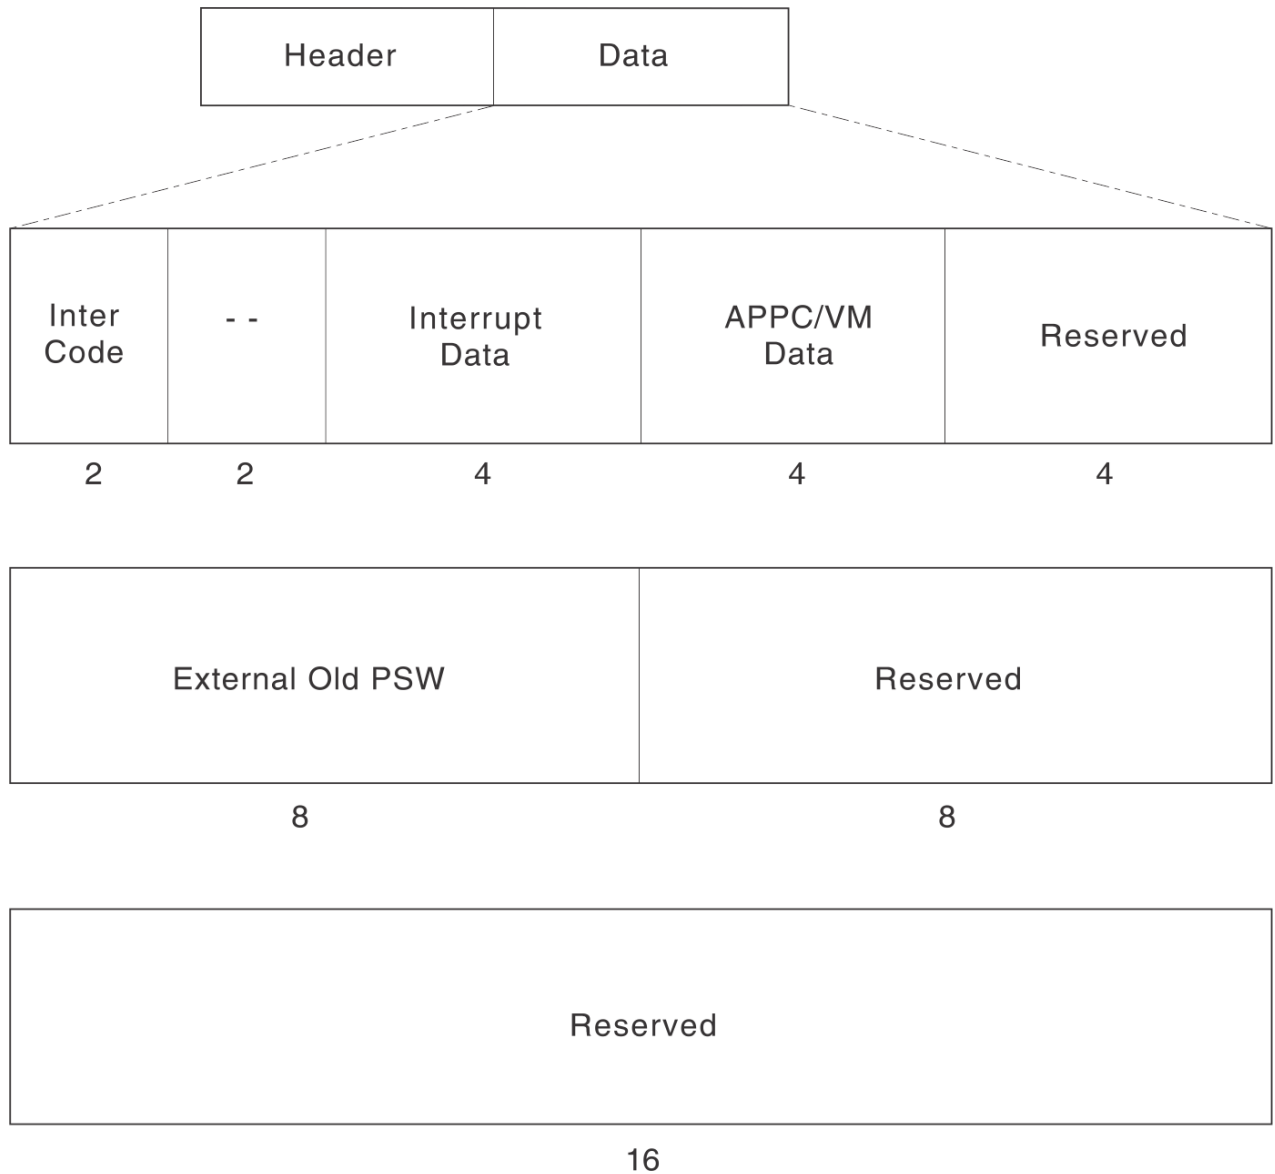 Header Data
Inter
Code
- -
Interrupt
Data
APPC/VM
Data
Reserved
2 2 4 4 4
External Old PSW Reserved
8 8
Reserved
16